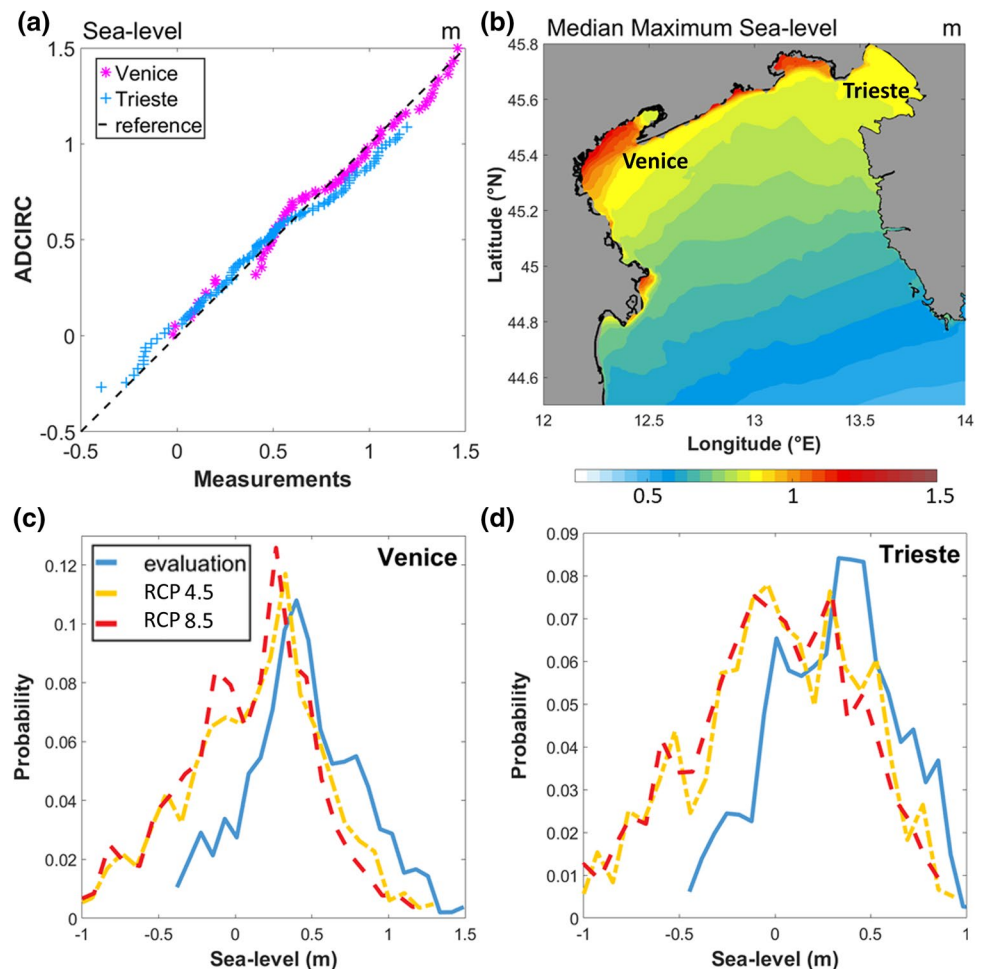 (a)
Sea-level m
1.5
1
0.5
0
-0.5
ADCIRC
Venice
Trieste
reference
-0.5 0 0.5 1 1.5
Measurements
(b)
Median Maximum Sea-level m
45.8
45.6
45.4
45.2
45
44.8
44.6
Latitude (°N)
Venice
Trieste
12 12.5 13 13.5 14
Longitude (°E)
0.5 1 1.5
(c)
0.12
0.1
0.08
0.06
0.04
0.02
0
Probability
evaluation
RCP 4.5
RCP 8.5
Venice
-1 -0.5 0 0.5 1 1.5
Sea-level (m)
(d)
0.09
0.08
0.07
0.06
0.05
0.04
0.03
0.02
0.01
0
Probability
Trieste
-1 -0.5 0 0.5 1
Sea-level (m)